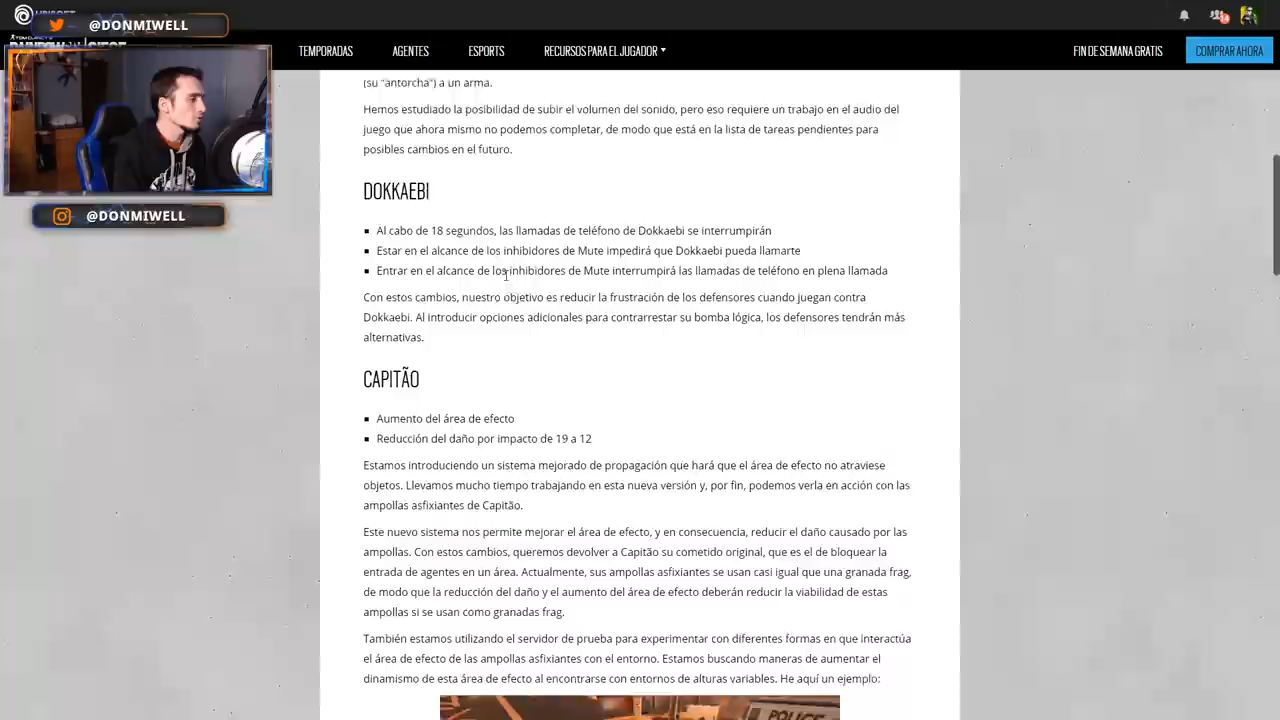 UBISOFT
@DONMIWELL
14
TEMPORADAS AGENTES ESPORTS RECURSOS PARA EL JUGADOR FIN DE SEMANA GRATIS COMPRAR AHORA
(su "antorcha") a un arma.
Hemos estudiado la posibilidad de subir el volumen del sonido, pero eso requiere un trabajo en el audio del
juego que ahora mismo no podemos completar, de modo que está en la lista de tareas pendientes para
posibles cambios en el futuro.
DOKKAEBI
@DONMIWELL
Al cabo de 18 segundos, las llamadas de teléfono de Dokkaebi se interrumpirán
Estar en el alcance de los inhibidores de Mute impedirá que Dokkaebi pueda llamarte
Entrar en el alcance de los inhibidores de Mute interrumpirá las llamadas de teléfono en plena llamada
Con estos cambios, nuestro objetivo es reducir la frustración de los defensores cuando juegan contra
Dokkaebi. Al introducir opciones adicionales para contrarrestar su bomba lógica, los defensores tendrán más
alternativas.
CAPITÃO
Aumento del área de efecto
Reducción del daño por impacto de 19 a 12
Estamos introduciendo un sistema mejorado de propagación que hará que el área de efecto no atraviese
objetos. Llevamos mucho tiempo trabajando en esta nueva versión y, por fin, podemos verla en acción con las
ampollas asfixiantes de Capitão.
Este nuevo sistema nos permite mejorar el área de efecto, y en consecuencia, reducir el daño causado por las
ampollas. Con estos cambios, queremos devolver a Capitão su cometido original, que es el de bloquear la
entrada de agentes en un área. Actualmente, sus ampollas asfixiantes se usan casi igual que una granada frag,
de modo que la reducción del daño y el aumento del área de efecto deberán reducir la viabilidad de estas
ampollas si se usan como granadas frag.
También estamos utilizando el servidor de prueba para experimentar con diferentes formas en que interactúa
el área de efecto de las ampollas asfixiantes con el entorno. Estamos buscando maneras de aumentar el
dinamismo de esta área de efecto al encontrarse con entornos de alturas variables. He aquí un ejemplo:
POLICE